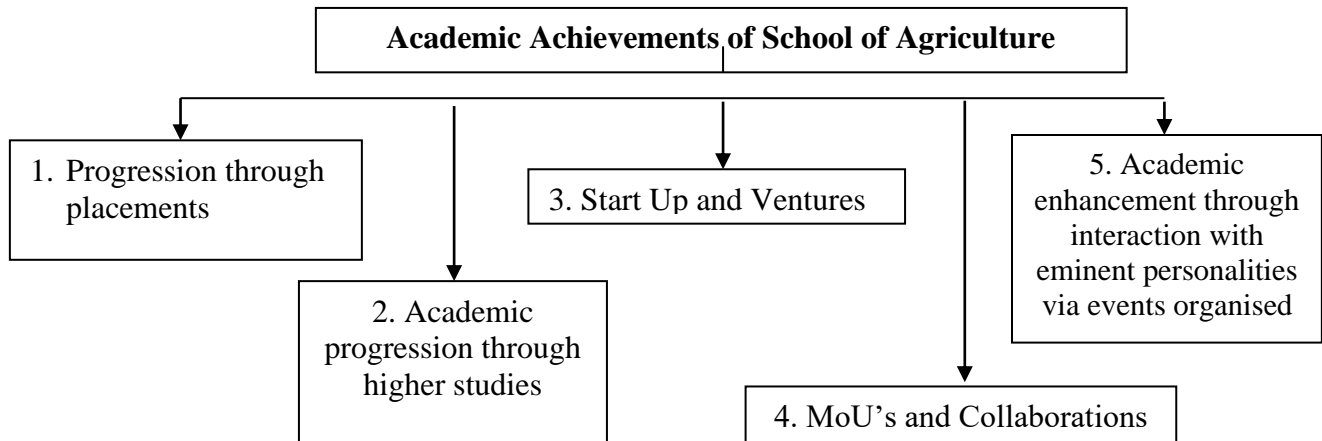 Academic Achievements of School of Agriculture
1. Progression through
placements
2. Academic
progression through
higher studies
3. Start Up and Ventures
4. MoU’s and Collaborations
5. Academic
enhancement through
interaction with
eminent personalities
via events organised